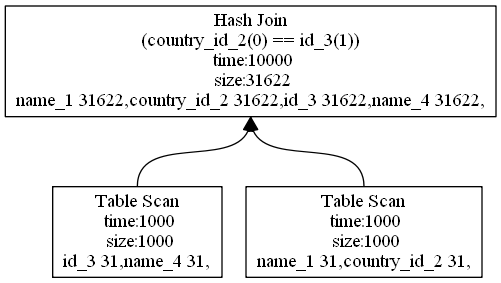 Hash Join
(country_id_2(0) == id_3(1))
time:10000
size:31622
name_1 31622,country_id_2 31622,id_3 31622,name_4 31622,
Table Scan
time:1000
size:1000
id_3 31,name_4 31,
Table Scan
time:1000
size:1000
name_1 31,country_id_2 31,